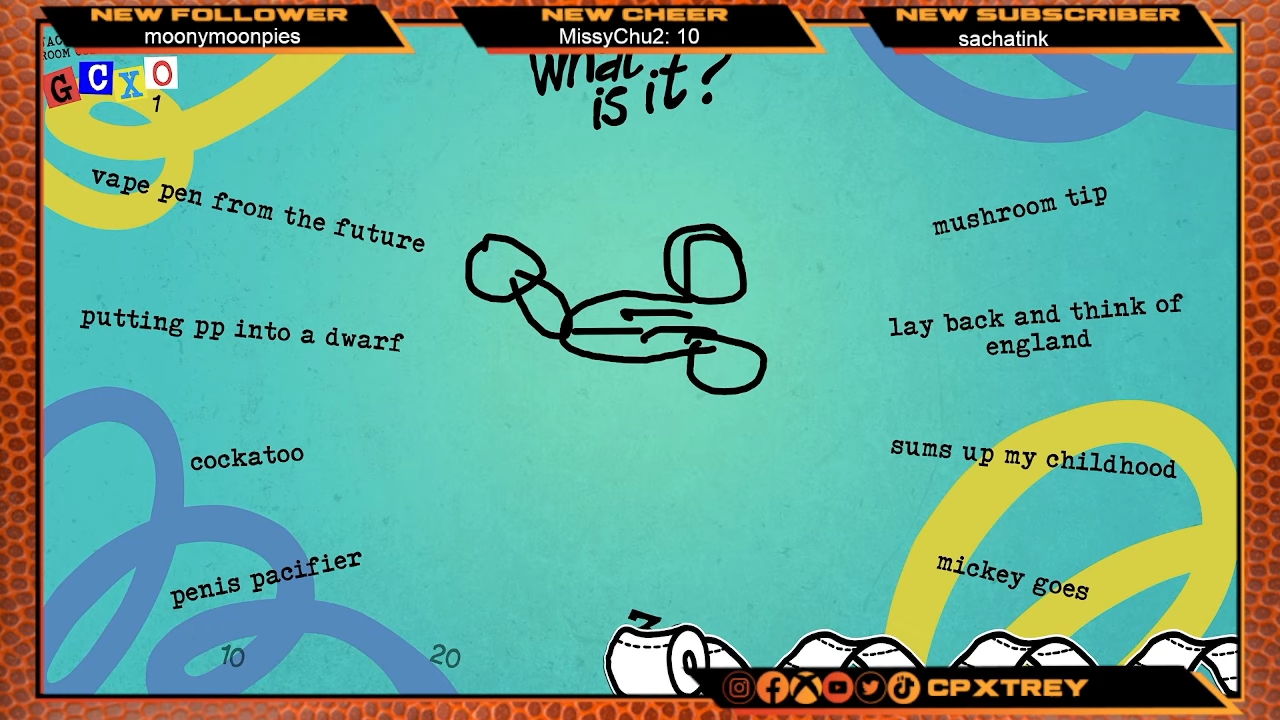 NEW FOLLOWER
moonymoonpies
NEW CHEER
MissyChu2: 10
NEW SUBSCRIBER
sachatink
GCXO
1
What
is it?
vape pen from the future
putting pp into a dwarf
cockatoo
penis pacifier
mushroom tip
lay back and think of
england
sums up my childhood
mickey goes
10
20
CPXTREY